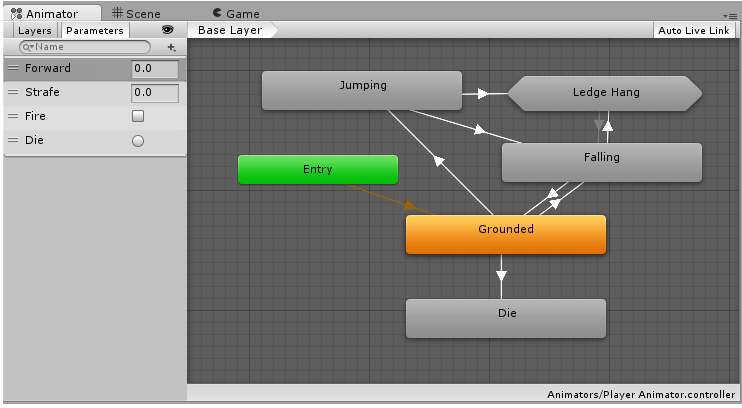 Animator Scene Game
Layers Parameters Base Layer Auto Live Link
Name
Forward 0.0
Strafe 0.0
Fire
Die
Jumping
Ledge Hang
Falling
Entry
Grounded
Die
Animators/Player Animator.controller